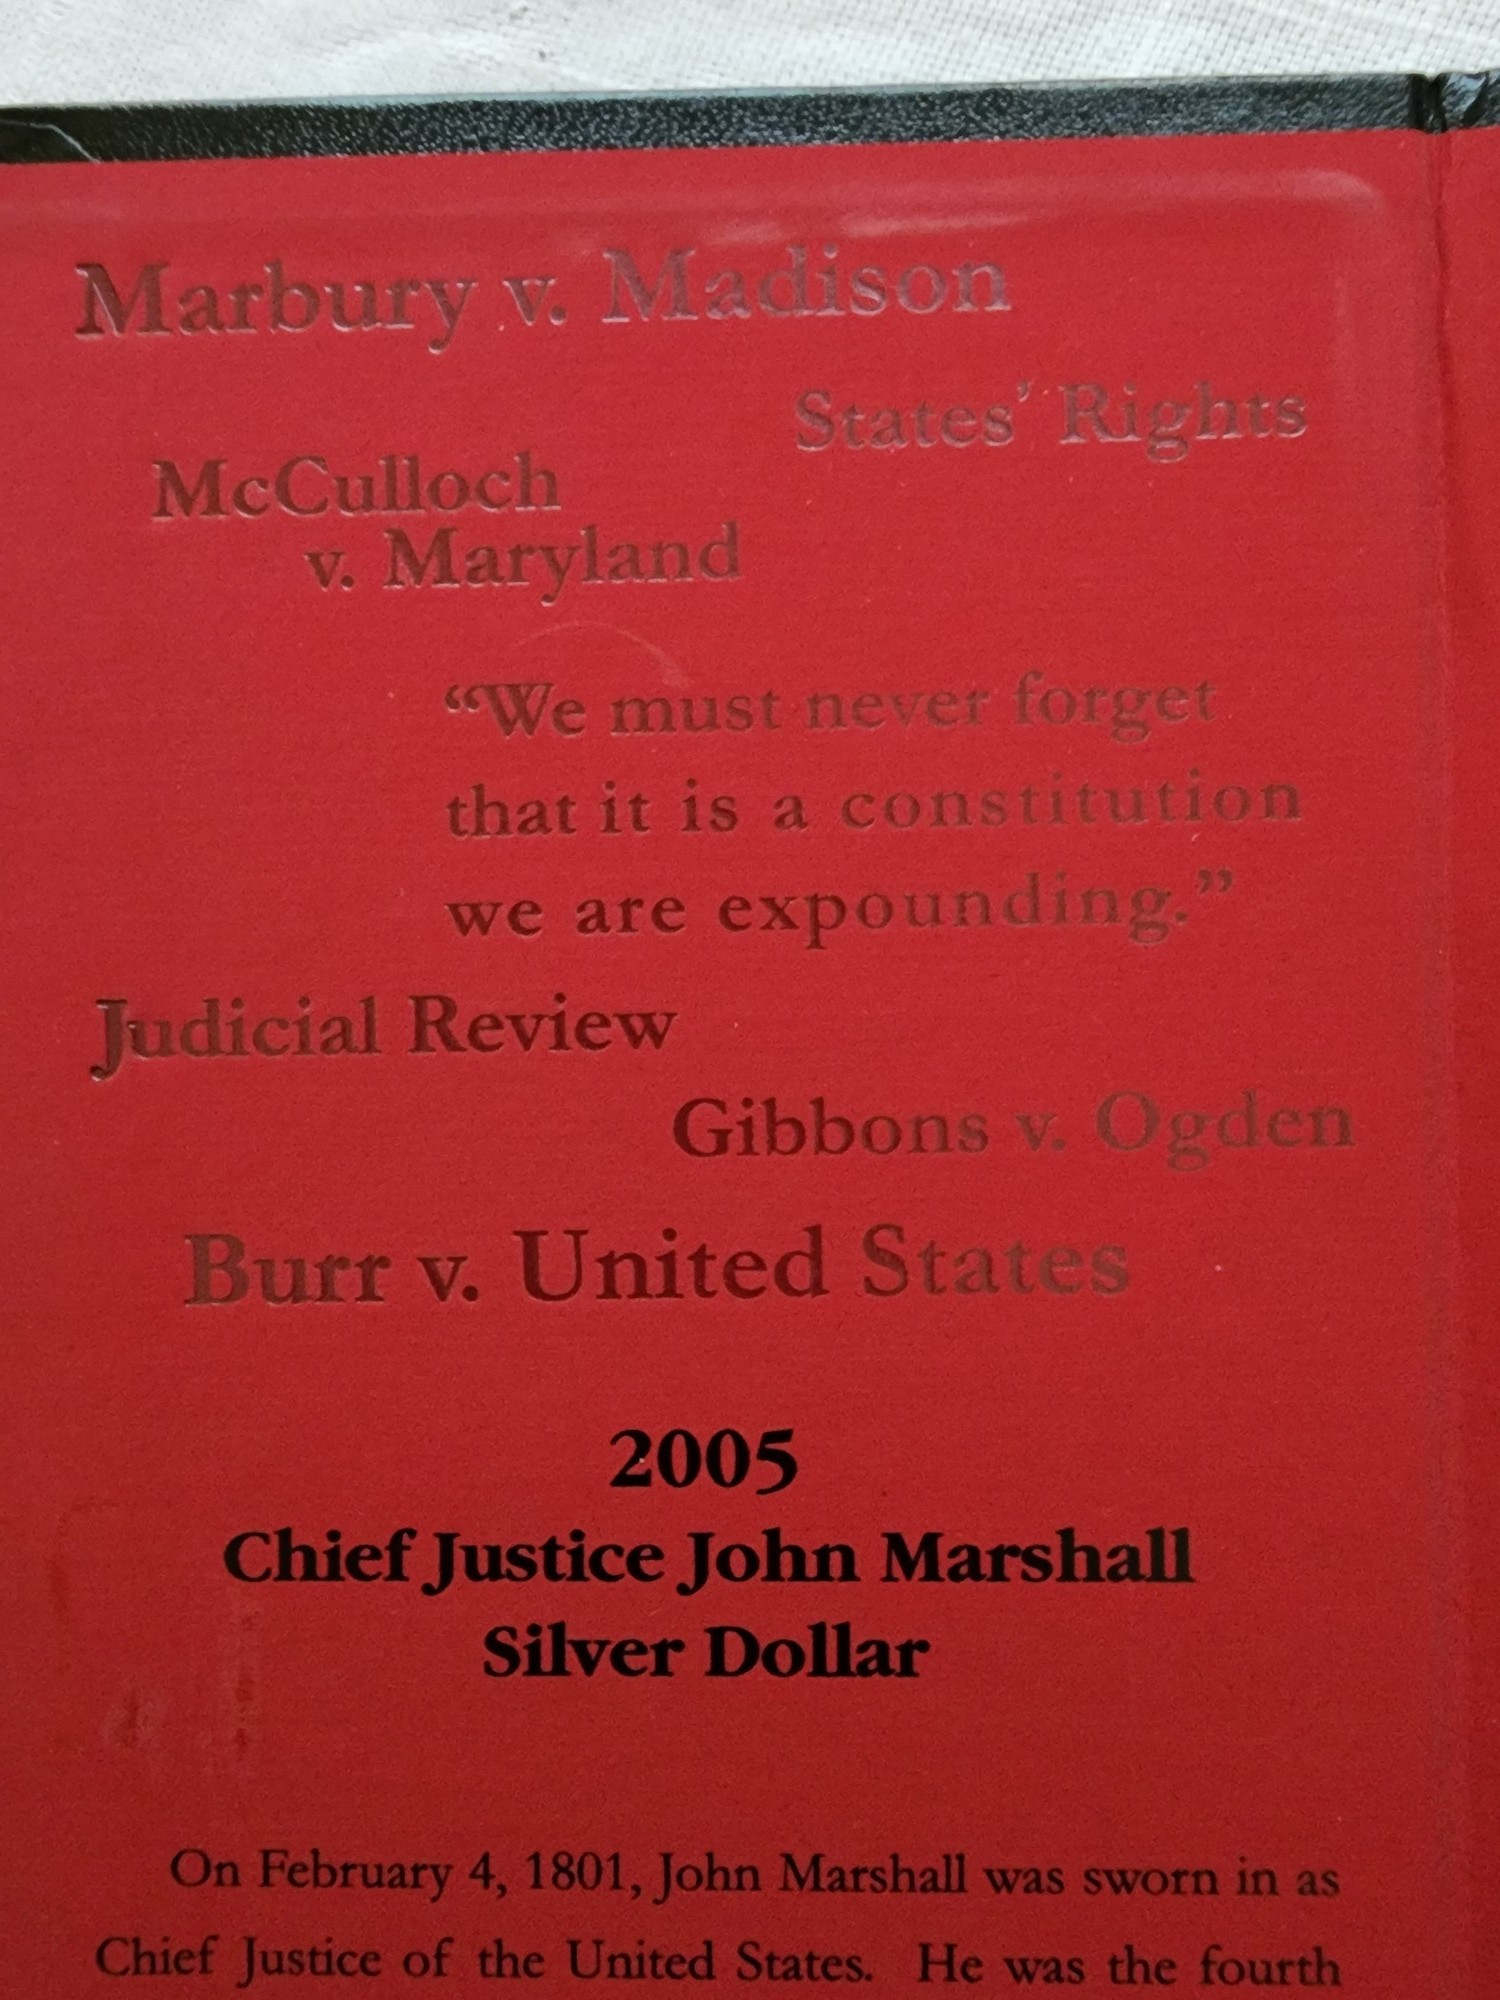 Marbury v. Madison
States' Rights
McCulloch
v. Maryland
“We must never forget
that it is a constitution
we are expounding.”
Judicial Review
Gibbons v. Ogden
Burr v. United States
2005
Chief Justice John Marshall
Silver Dollar
On February 4, 1801, John Marshall was sworn in as
Chief Justice of the United States. He was the fourth